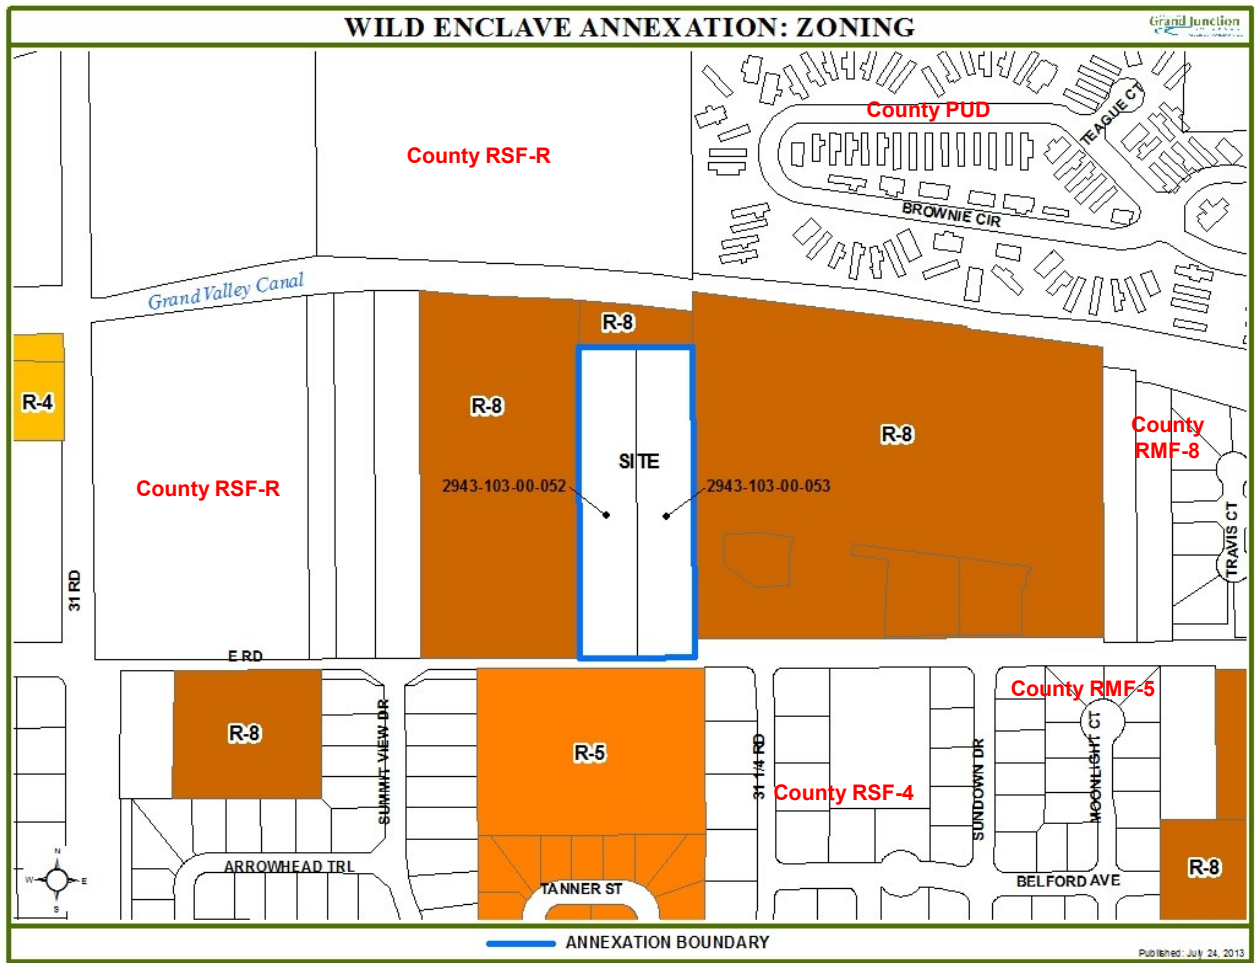 WILD ENCLAVE ANNEXATION: ZONING
Grand Junction
County PUD
TEAGUE CT
County RSF-R
BROWNIE CIR
Grand Valley Canal
R-8
R-4
R-8
R-8
County
RMF-8
SITE
County RSF-R
2943-103-00-052
2943-103-00-053
TRAVIS CT
31 RD
E RD
County RMF-5
SUMMIT VIEW DR
R-8
R-5
31 1/4 RD
SUNDOWN DR
MOONLIGHT CT
County RSF-4
ARROWHEAD TRL
TANNER ST
BELFORD AVE
R-8
N
W
E
S
ANNEXATION BOUNDARY
Published: July 24, 2013